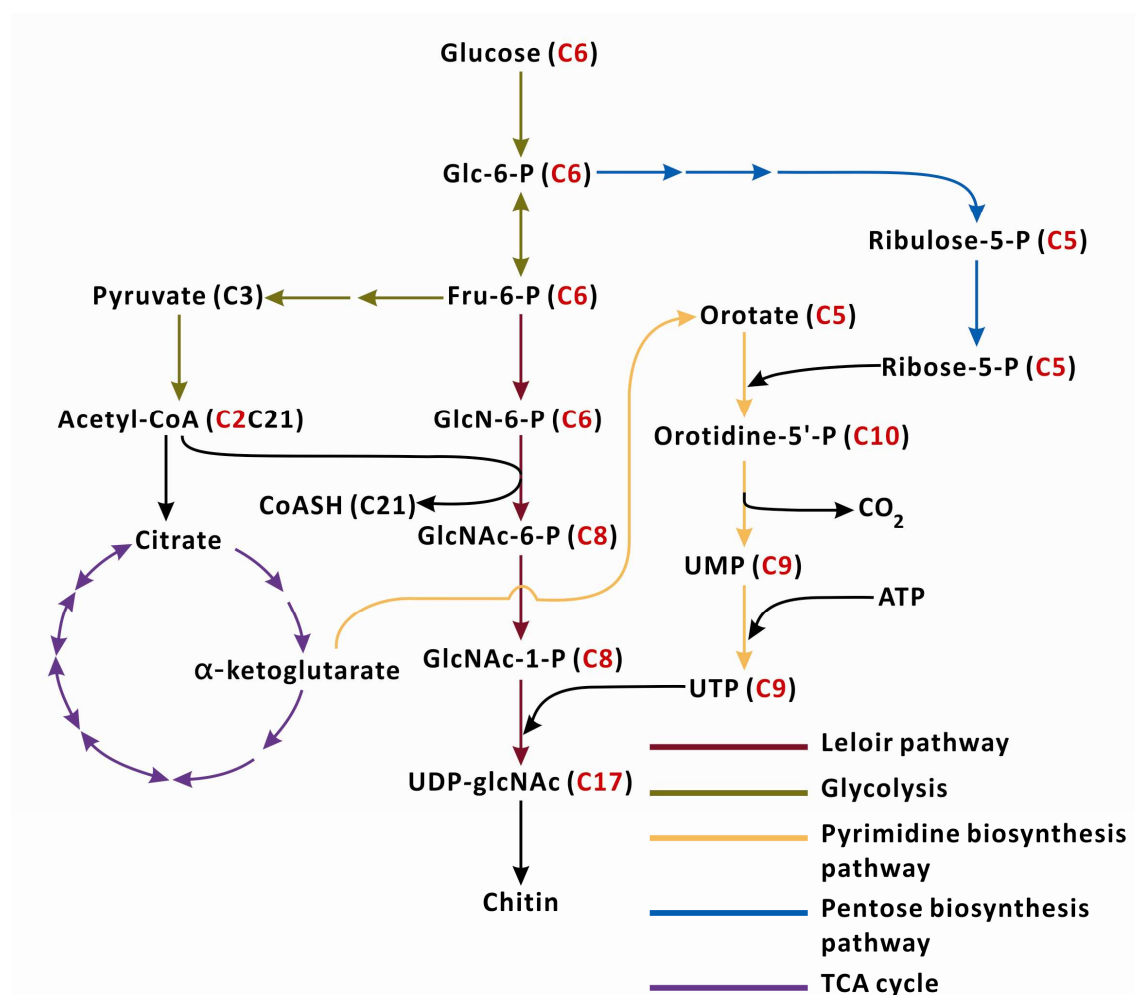 Glucose (C6)
Glc-6-P (C6)
Ribulose-5-P (C5)
Pyruvate (C3)
Fru-6-P (C6)
Orotate (C5)
Ribose-5-P (C5)
Acetyl-CoA (C2C21)
GlcN-6-P (C6)
Orotidine-5'-P (C10)
CoASH (C21)
CO2
Citrate
GlcNAc-6-P (C8)
UMP (C9)
ATP
α-ketoglutarate
GlcNAc-1-P (C8)
UTP (C9)
UDP-glcNAc (C17)
Chitin
Leloir pathway
Glycolysis
Pyrimidine biosynthesis
pathway
Pentose biosynthesis
pathway
TCA cycle